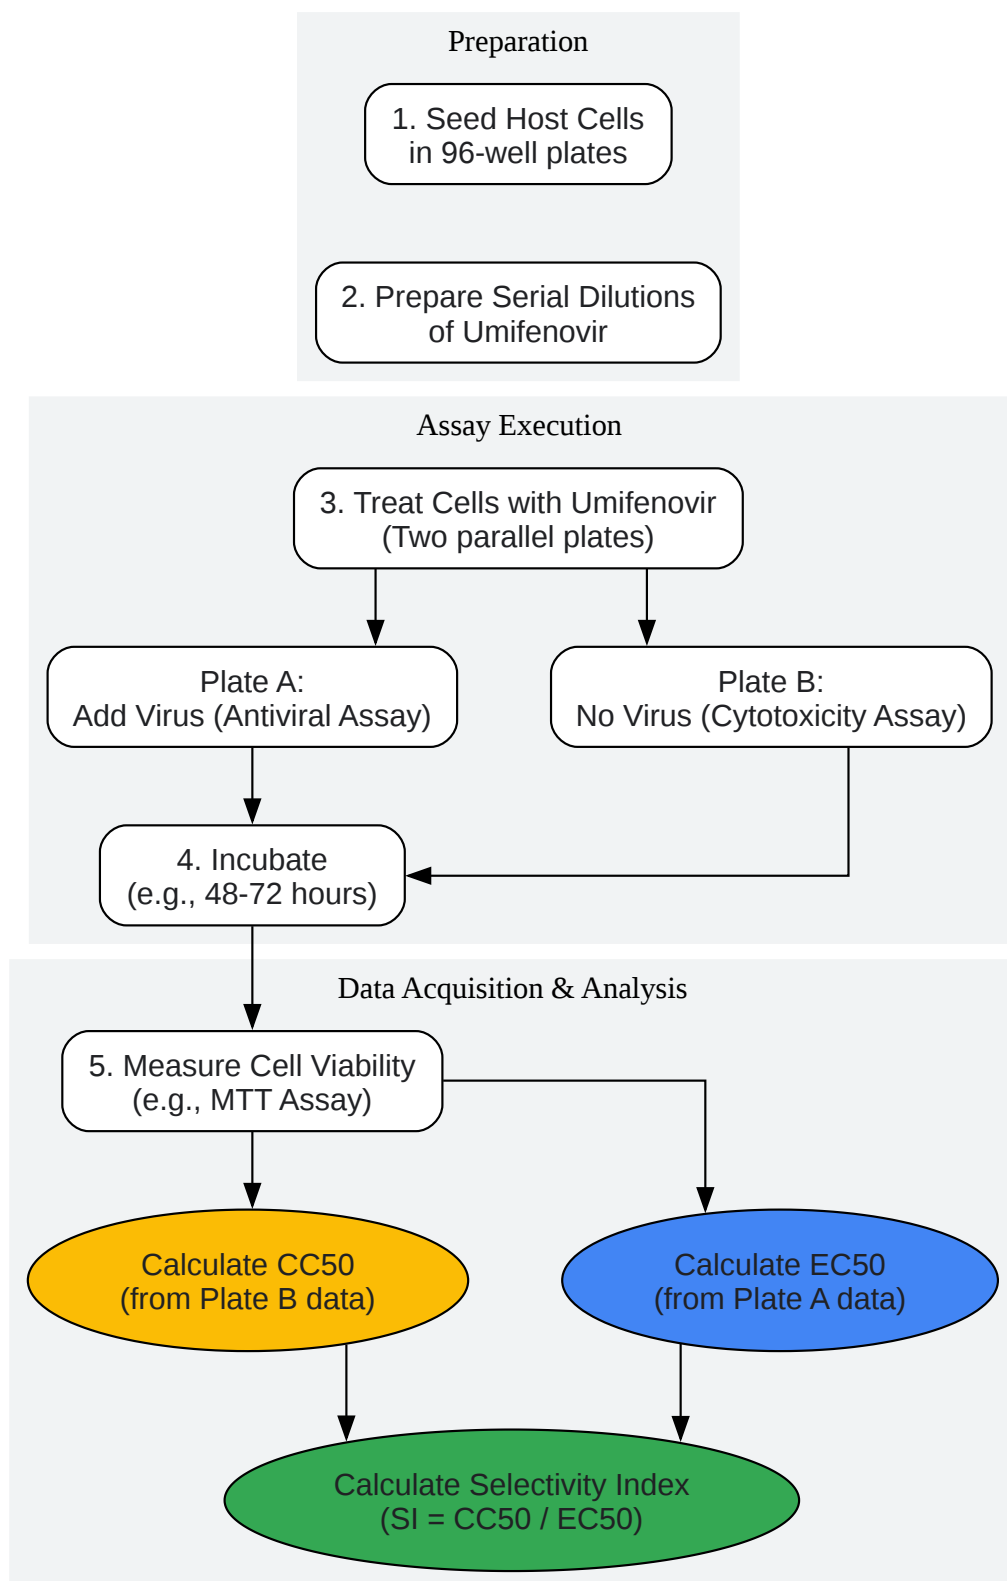 Preparation
1. Seed Host Cells
in 96-well plates
2. Prepare Serial Dilutions
of Umifenovir
Assay Execution
3. Treat Cells with Umifenovir
(Two parallel plates)
Plate A:
Add Virus (Antiviral Assay)
Plate B:
No Virus (Cytotoxicity Assay)
4. Incubate
(e.g., 48-72 hours)
Data Acquisition & Analysis
5. Measure Cell Viability
(e.g., MTT Assay)
Calculate CC50
(from Plate B data)
Calculate EC50
(from Plate A data)
Calculate Selectivity Index
(SI = CC50 / EC50)